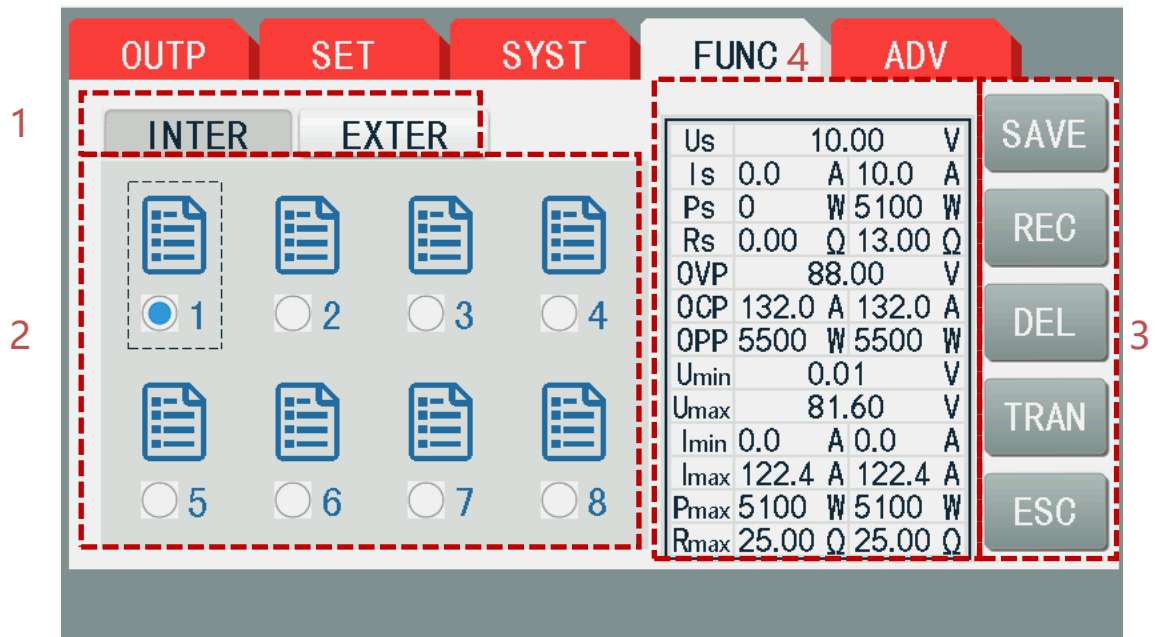 OUTP SET SYST FUNC 4 ADV
1
INTER EXTER
2
1 2 3 4
5 6 7 8
Us 10.00 V
Is 0.0 A 10.0 A
Ps 0 W 5100 W
Rs 0.00 Ω 13.00 Ω
OVP 88.00 V
OCP 132.0 A 132.0 A
OPP 5500 W 5500 W
Umin 0.01 V
Umax 81.60 V
Imin 0.0 A 0.0 A
Imax 122.4 A 122.4 A
Pmax 5100 W 5100 W
Rmax 25.00 Ω 25.00 Ω
SAVE
REC
DEL
3
TRAN
ESC